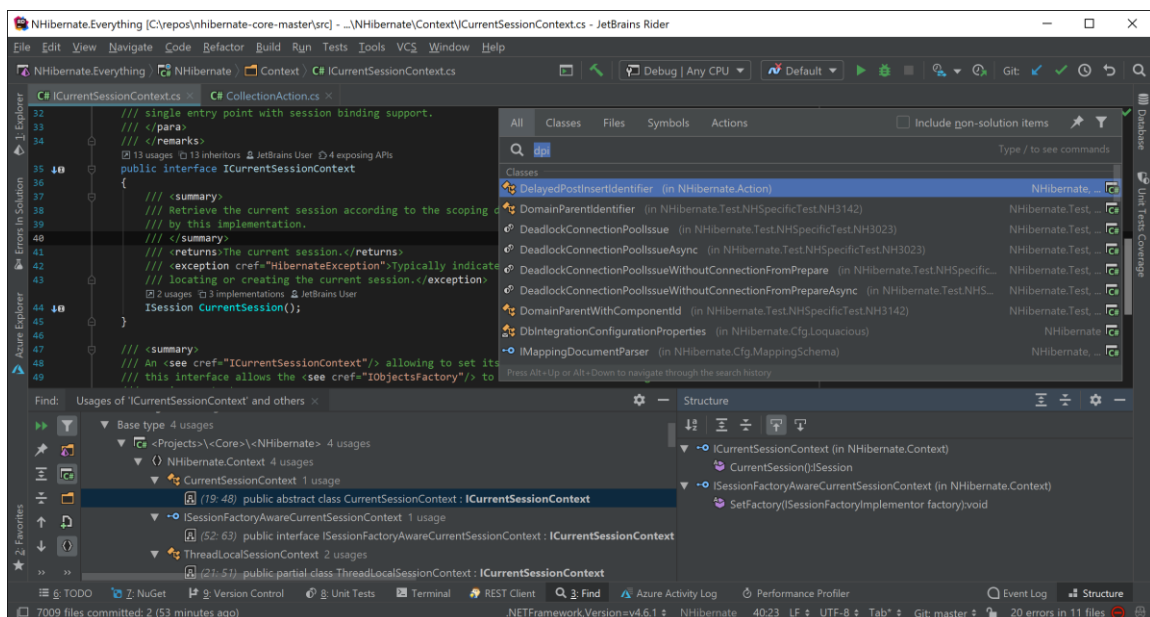 NHibernate.Everything [C:\repos\nhibernate-core-master\src] - ...\NHibernate\Context\ICurrentSessionContext.cs - JetBrains Rider
File Edit View Navigate Code Refactor Build Run Tests Tools VCS Window Help
NHibernate.Everything NHibernate Context C# ICurrentSessionContext.cs Debug | Any CPU Default Git:
C# ICurrentSessionContext.cs C# CollectionAction.cs
1: Explorer
Errors In Solution
Azure Explorer
2: Favorites
32 /// single entry point with session binding support.
33 /// </para>
34 /// </remarks>
13 usages 13 inheritors JetBrains User 4 exposing APIs
35 public interface ICurrentSessionContext
36 {
37 /// <summary>
38 /// Retrieve the current session according to the scoping d
39 /// by this implementation.
40 /// </summary>
41 /// <returns>The current session.</returns>
42 /// <exception cref="HibernateException">Typically indicate
43 /// locating or creating the current session.</exception>
2 usages 3 implementations JetBrains User
44 ISession CurrentSession();
45 }
46
47 /// <summary>
48 /// An <see cref="ICurrentSessionContext"/> allowing to set its
49 /// this interface allows the <see cref="IObjectsFactory"/> to
All Classes Files Symbols Actions Include non-solution items
dpi Type / to see commands
Classes
DelayedPostInsertIdentifier (in NHibernate.Action) NHibernate, ...
DomainParentIdentifier (in NHibernate.Test.NHSpecificTest.NH3142) NHibernate.Test, ...
DeadlockConnectionPoolIssue (in NHibernate.Test.NHSpecificTest.NH3023) NHibernate.Test, ...
DeadlockConnectionPoolIssueAsync (in NHibernate.Test.NHSpecificTest.NH3023) NHibernate.Test, ...
DeadlockConnectionPoolIssueWithoutConnectionFromPrepare (in NHibernate.Test.NHSpecific... NHibernate.Test, ...
DeadlockConnectionPoolIssueWithoutConnectionFromPrepareAsync (in NHibernate.Test.NHS... NHibernate.Test, ...
DomainParentWithComponentId (in NHibernate.Test.NHSpecificTest.NH3142) NHibernate.Test, ...
DbIntegrationConfigurationProperties (in NHibernate.Cfg.Loquacious) NHibernate
IMappingDocumentParser (in NHibernate.Cfg.MappingSchema) NHibernate, ...
Press Alt+Up or Alt+Down to navigate through the search history
Database
Unit Tests Coverage
Find: Usages of 'ICurrentSessionContext' and others
Base type 4 usages
C# <Projects>\<Core>\<NHibernate> 4 usages
NHibernate.Context 4 usages
CurrentSessionContext 1 usage
(19: 48) public abstract class CurrentSessionContext : ICurrentSessionContext
ISessionFactoryAwareCurrentSessionContext 1 usage
(52: 63) public interface ISessionFactoryAwareCurrentSessionContext : ICurrentSessionContext
ThreadLocalSessionContext 2 usages
(21: 51) public partial class ThreadLocalSessionContext : ICurrentSessionContext
Structure
ICurrentSessionContext (in NHibernate.Context)
CurrentSession():ISession
ISessionFactoryAwareCurrentSessionContext (in NHibernate.Context)
SetFactory(ISessionFactoryImplementor factory):void
6: TODO 7: NuGet 9: Version Control 8: Unit Tests Terminal REST Client 3: Find Azure Activity Log Performance Profiler Event Log Structure
7009 files committed: 2 (53 minutes ago) .NETFramework,Version=v4.6.1 NHibernate 40:23 LF UTF-8 Tab* Git: master 20 errors in 11 files